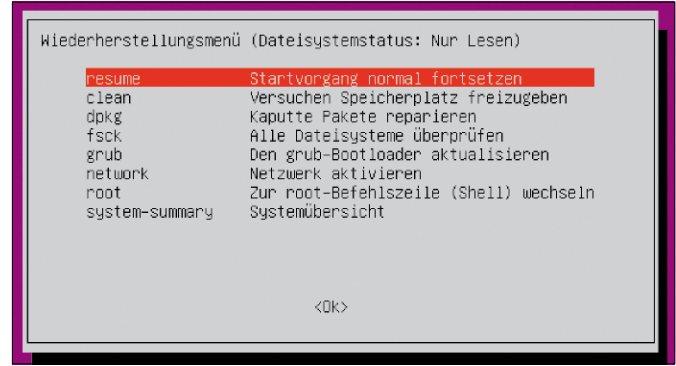 Wiederherstellungsmenü (Dateisystemstatus: Nur Lesen)
resume Startvorgang normal fortsetzen
clean Versuchen Speicherplatz freizugeben
dpkg Kaputte Pakete reparieren
fsck Alle Dateisysteme überprüfen
grub Den grub-Bootloader aktualisieren
network Netzwerk aktivieren
root Zur root-Befehlszeile (Shell) wechseln
system-summary Systemübersicht
<Ok>